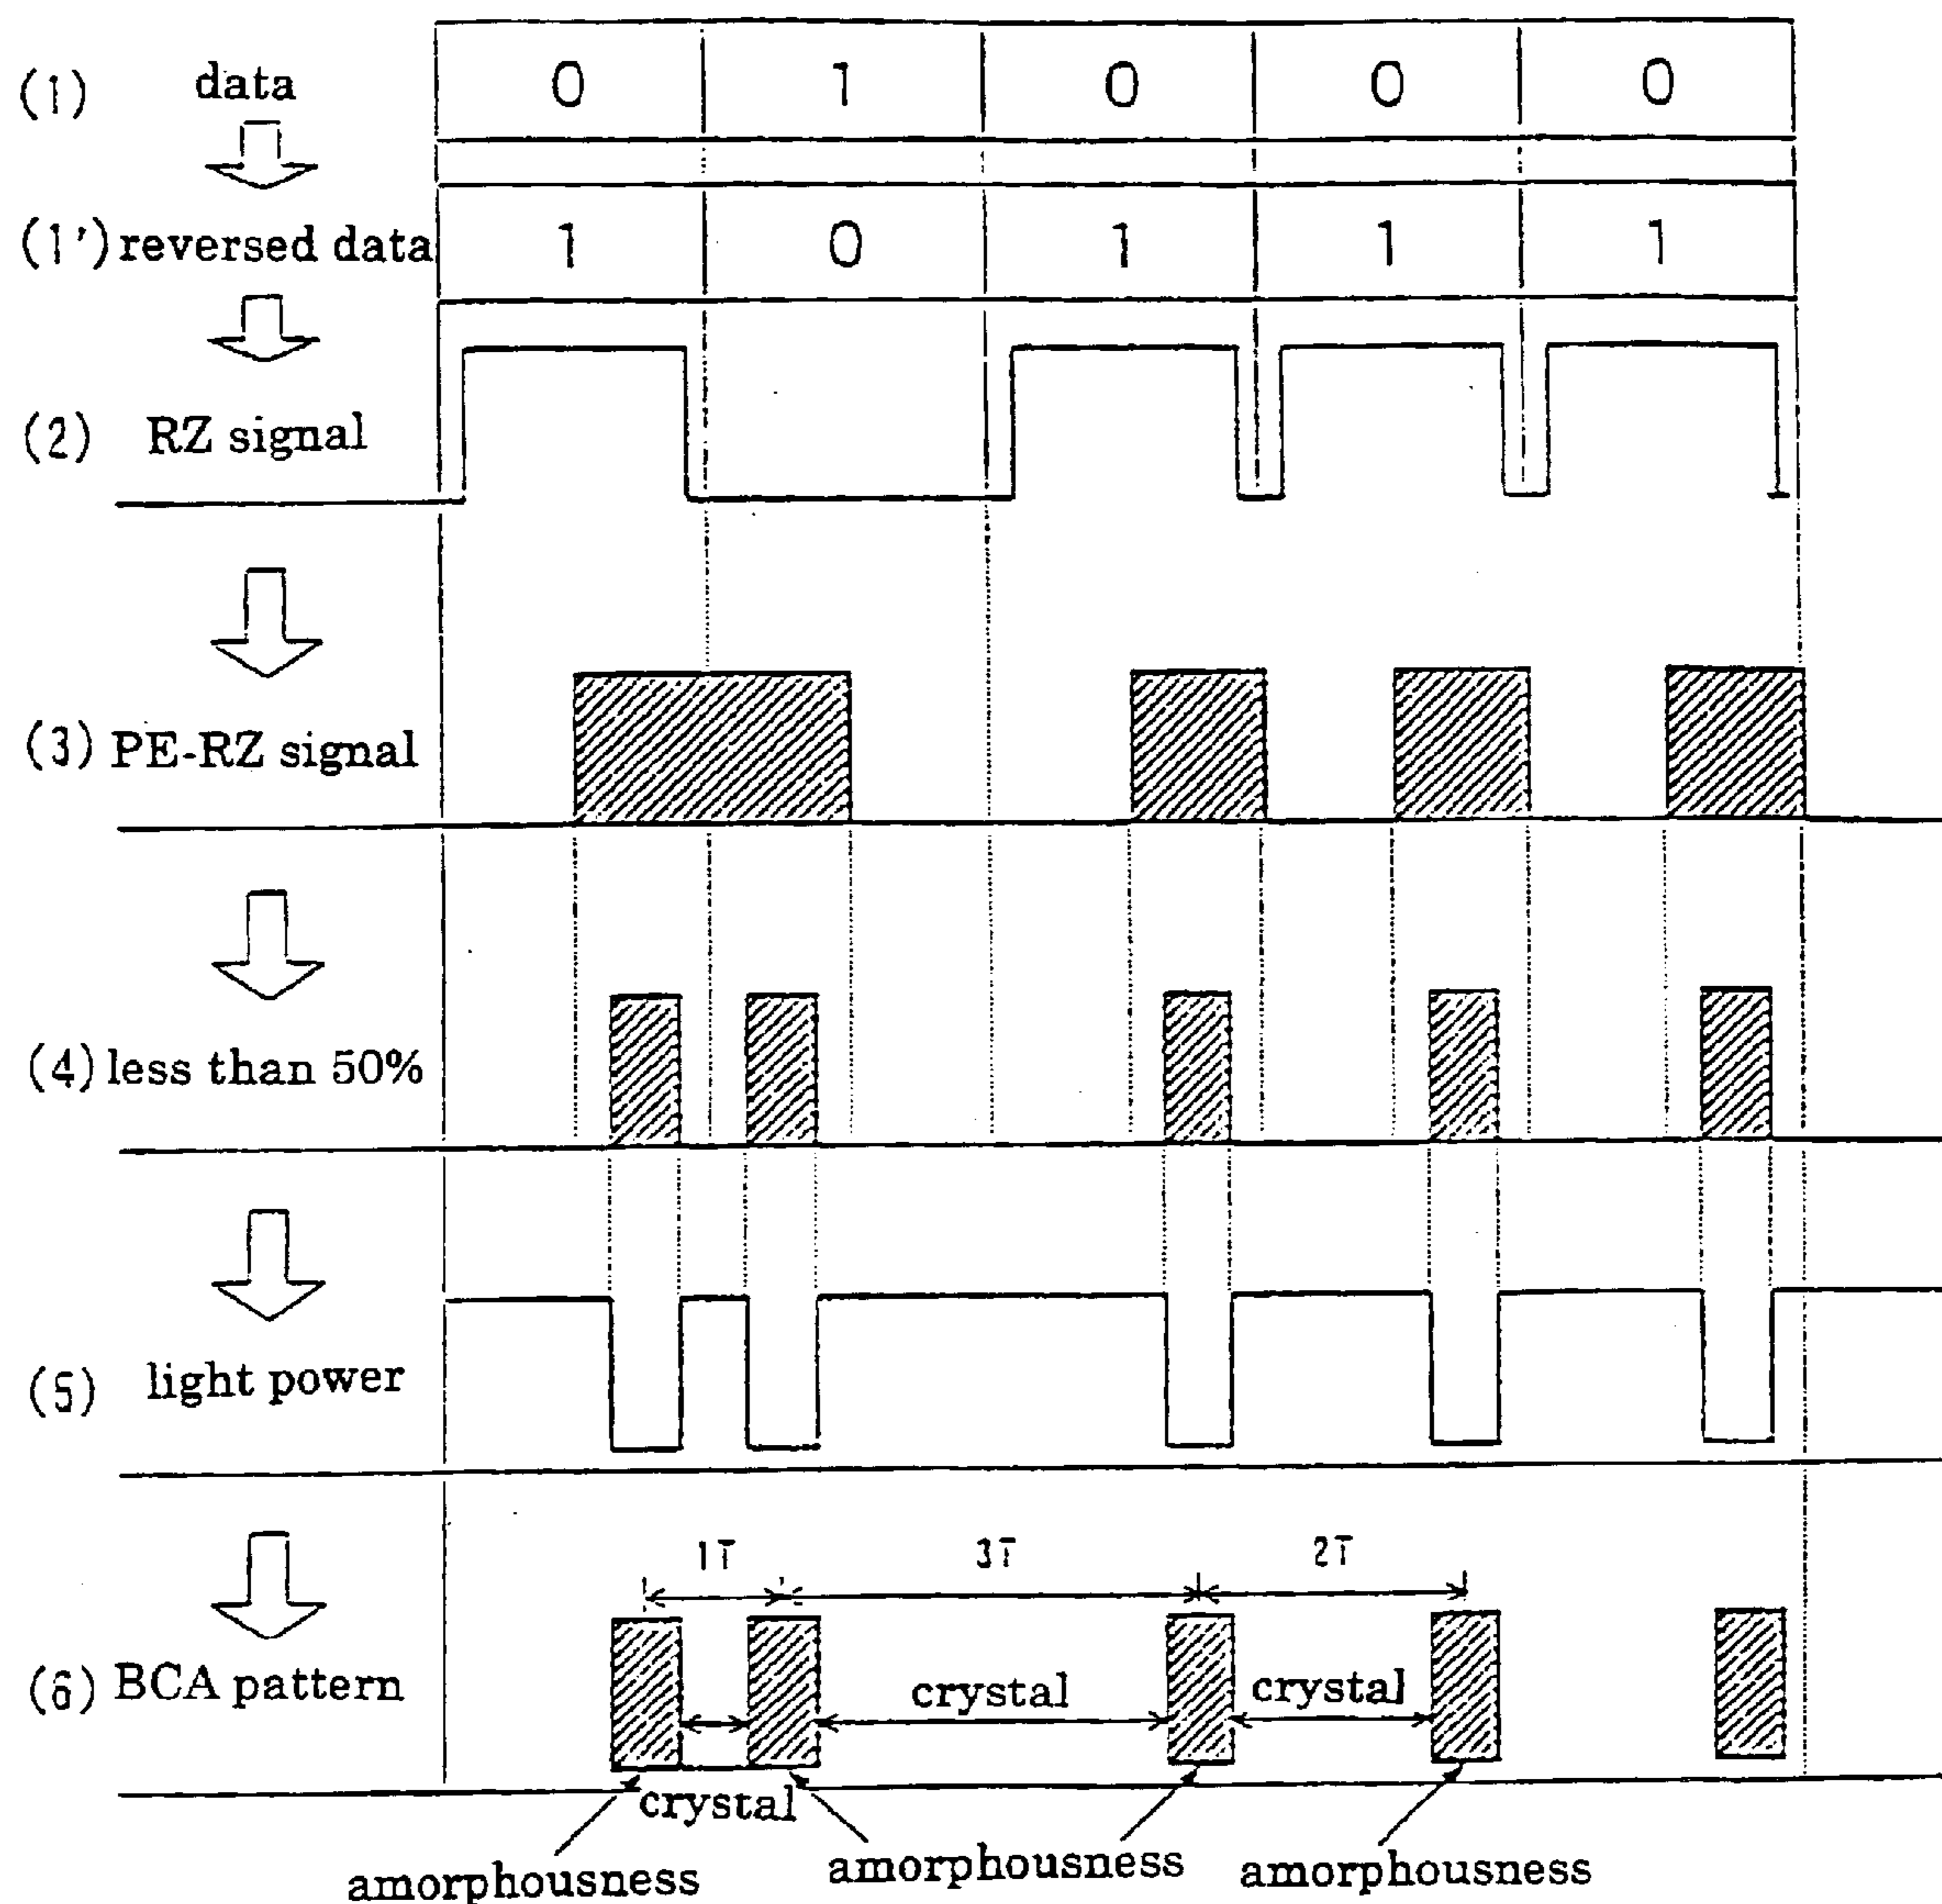 (1) data 0 1 0 0 0
(1') reversed data 1 0 1 1 1
(2) RZ signal
(3) PE-RZ signal
(4) less than 50%
(5) light power
1T 3T 2T
(6) BCA pattern
crystal crystal
crystal
amorphousness amorphousness amorphousness